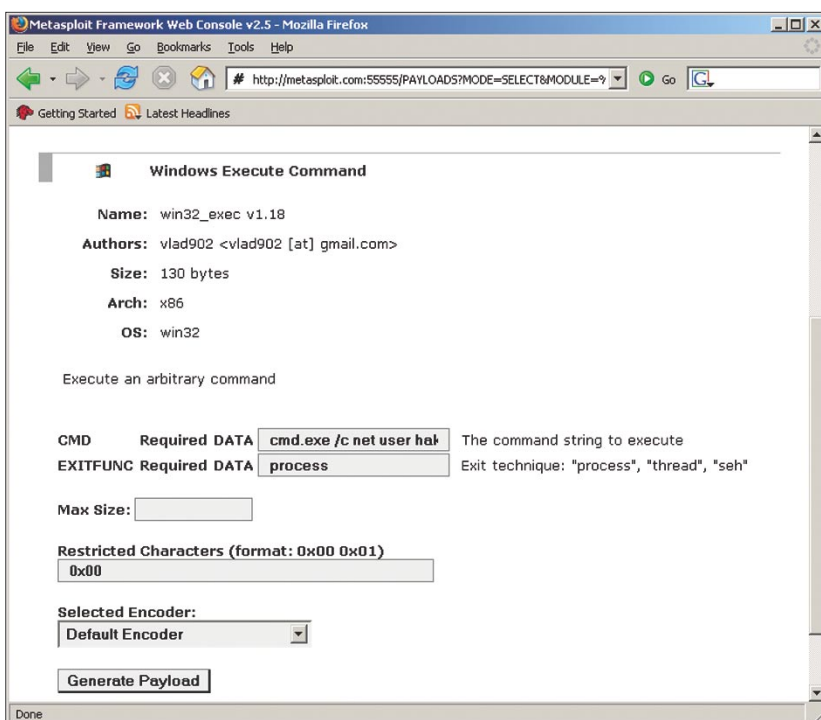 Metasploit Framework Web Console v2.5 - Mozilla Firefox
File Edit View Go Bookmarks Tools Help
# http://metasploit.com:55555/PAYLOADS?MODE=SELECT&MODULE=9 Go G
Getting Started Latest Headlines
Windows Execute Command
Name: win32_exec v1.18
Authors: vlad902 <vlad902 [at] gmail.com>
Size: 130 bytes
Arch: x86
OS: win32
Execute an arbitrary command
CMD Required DATA cmd.exe /c net user hak The command string to execute
EXITFUNC Required DATA process Exit technique: "process", "thread", "seh"
Max Size:
Restricted Characters (format: 0x00 0x01)
0x00
Selected Encoder:
Default Encoder
Generate Payload
Done